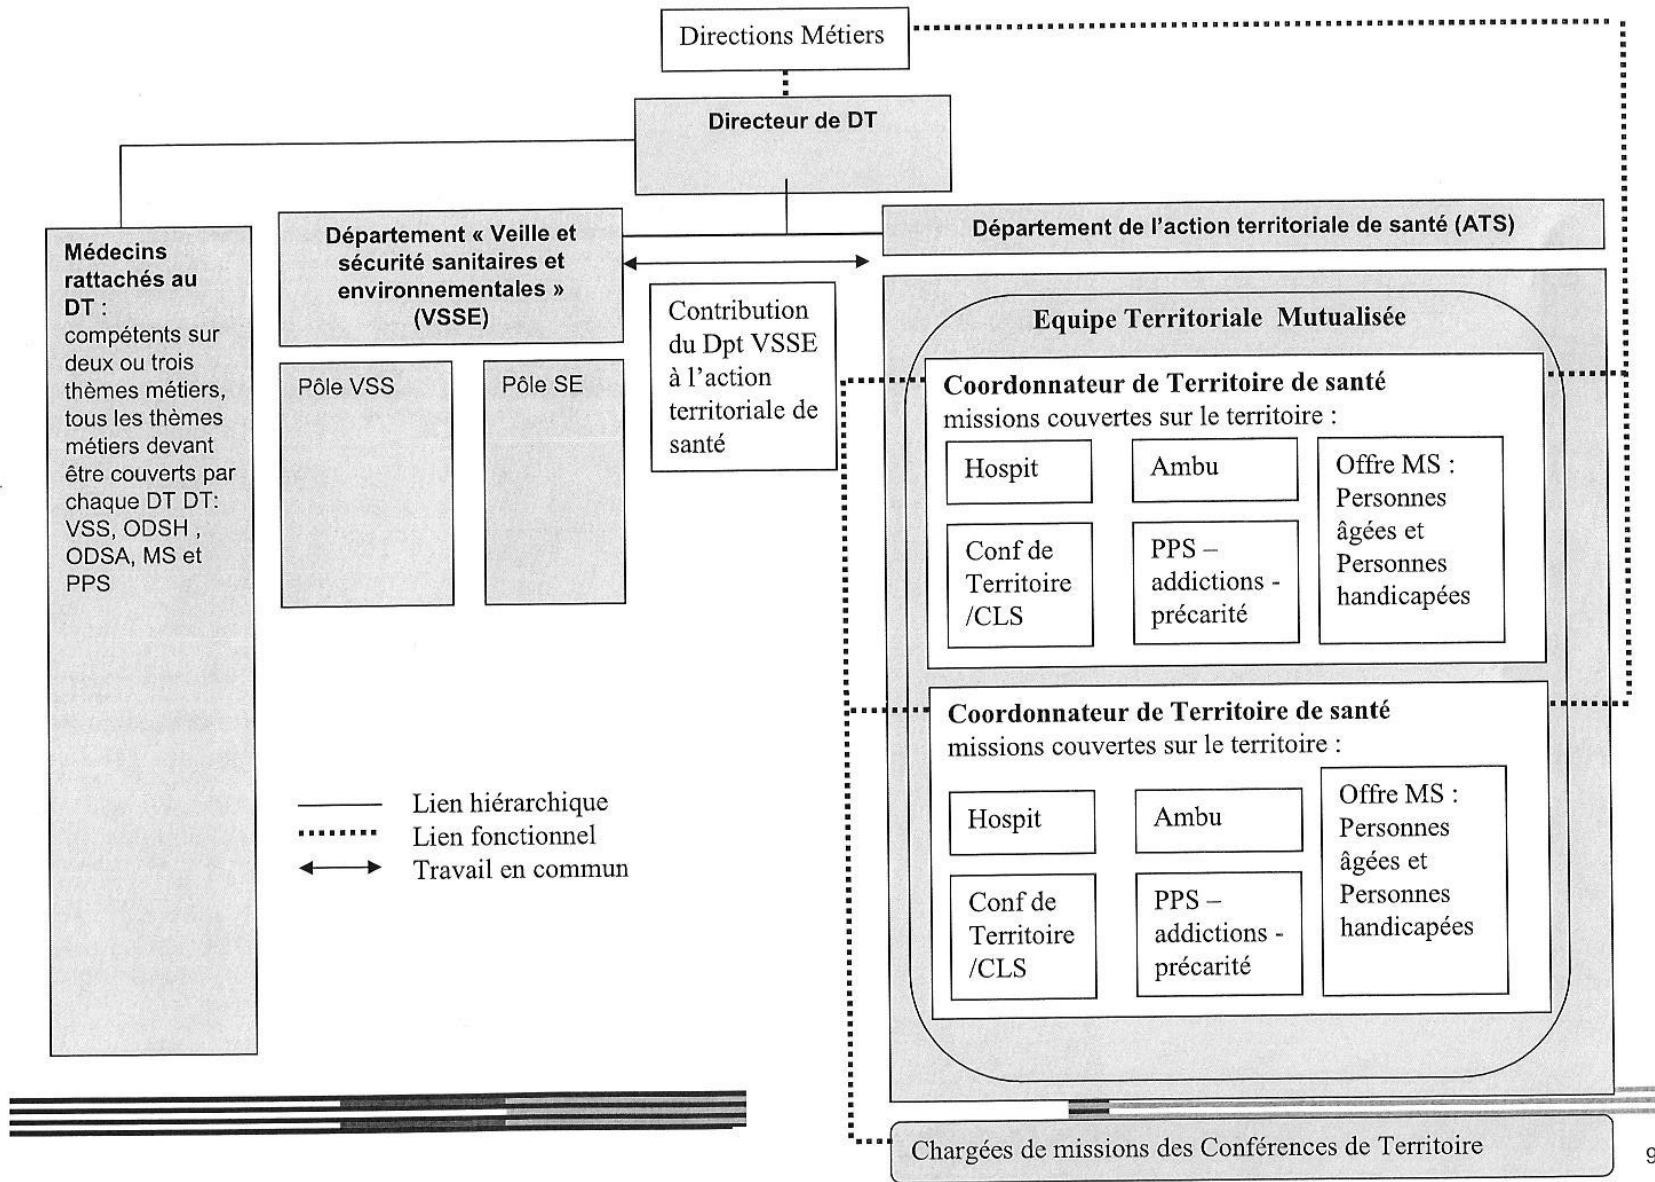 Directions Métiers
Directeur de DT
Médecins
rattachés au
DT :
compétents sur
deux ou trois
thèmes métiers,
tous les thèmes
métiers devant
être couverts par
chaque DT DT:
VSS, ODSH ,
ODSA, MS et
PPS
Département « Veille et
sécurité sanitaires et
environnementales »
(VSSE)
Pôle VSS
Pôle SE
Contribution
du Dpt VSSE
à l’action
territoriale de
santé
Département de l’action territoriale de santé (ATS)
Equipe Territoriale Mutualisée
Coordonnateur de Territoire de santé
missions couvertes sur le territoire :
Hospit
Ambu
Offre MS :
Personnes
âgées et
Personnes
handicapées
Conf de
Territoire
/CLS
PPS –
addictions -
précarité
Coordonnateur de Territoire de santé
missions couvertes sur le territoire :
Hospit
Ambu
Offre MS :
Personnes
âgées et
Personnes
handicapées
Conf de
Territoire
/CLS
PPS –
addictions -
précarité
Lien hiérarchique
Lien fonctionnel
Travail en commun
Chargées de missions des Conférences de Territoire
9